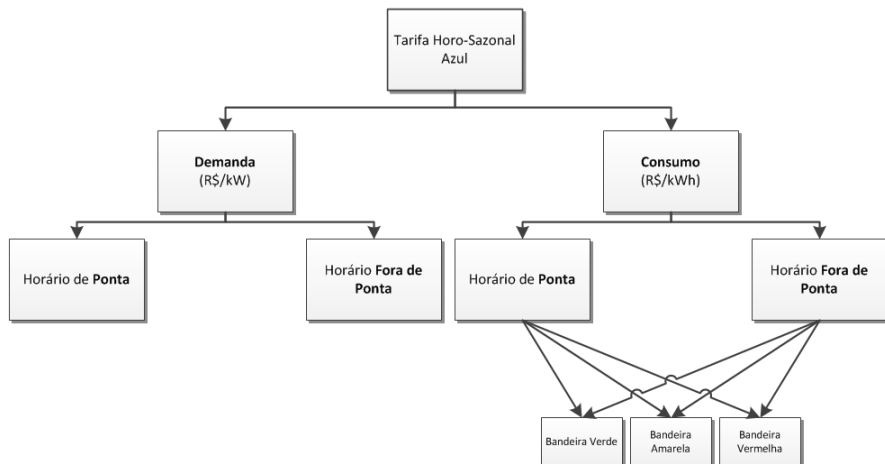 Tarifa Horo-Sazonal
Azul
Demanda
(R$/kW)
Consumo
(R$/kWh)
Horário de Ponta
Horário Fora de
Ponta
Horário de Ponta
Horário Fora de
Ponta
Bandeira Verde
Bandeira
Amarela
Bandeira
Vermelha